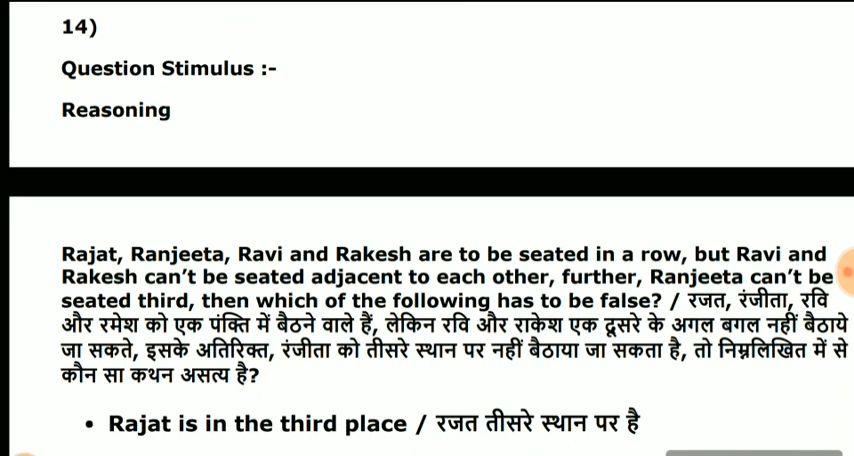 14)
Question Stimulus :-
Reasoning
Rajat, Ranjeeta, Ravi and Rakesh are to be seated in a row, but Ravi and
Rakesh can’t be seated adjacent to each other, further, Ranjeeta can’t be
seated third, then which of the following has to be false? / रजत, रंजीता, रवि
और रमेश को एक पंक्ति में बैठने वाले हैं, लेकिन रवि और राकेश एक दूसरे के अगल बगल नहीं बैठाये
जा सकते, इसके अतिरिक्त, रंजीता को तीसरे स्थान पर नहीं बैठाया जा सकता है, तो निम्नलिखित में से
कौन सा कथन असत्य है?
• Rajat is in the third place / रजत तीसरे स्थान पर है